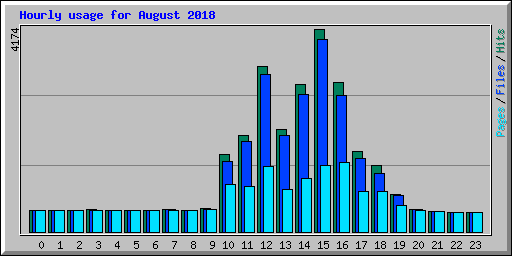 Hourly usage for August 2018
4174
Pages / Files / Hits
0 1 2 3 4 5 6 7 8 9 10 11 12 13 14 15 16 17 18 19 20 21 22 23